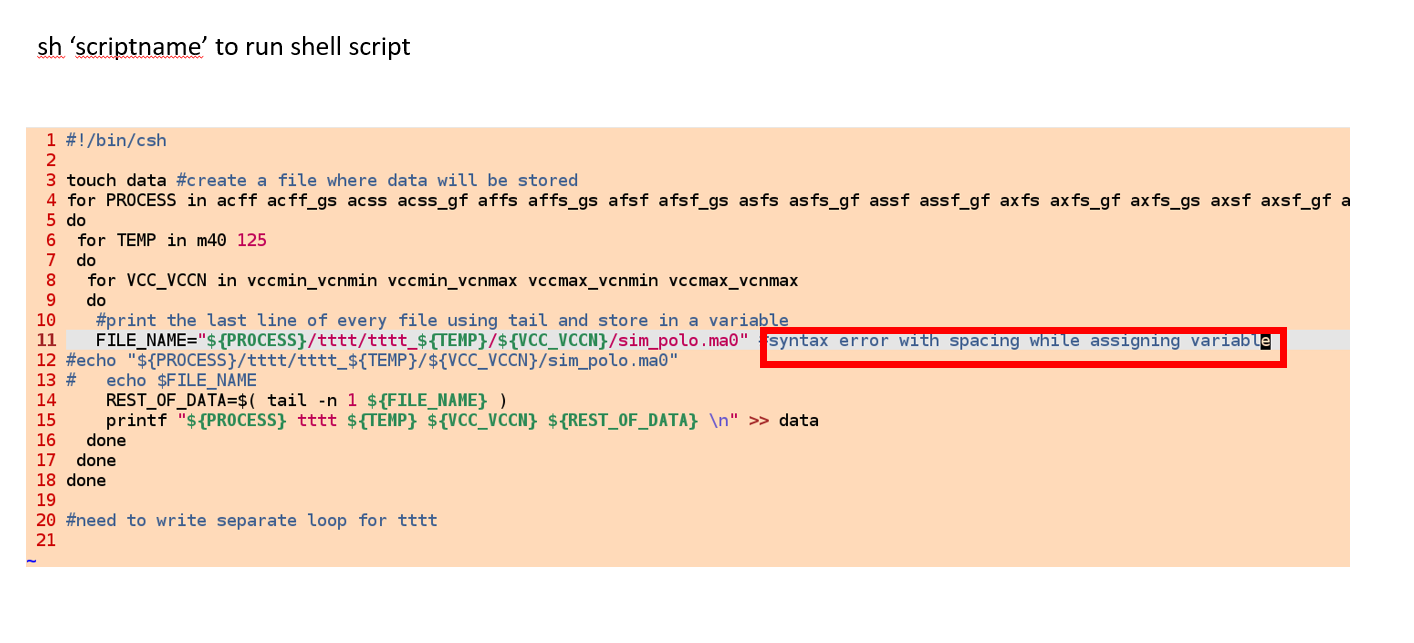 sh ‘scriptname’ to run shell script
1 #!/bin/csh
2
3 touch data #create a file where data will be stored
4 for PROCESS in acff acff_gs acss acss_gf affs affs_gs afsf afsf_gs asfs asfs_gf assf assf_gf axfs axfs_gf axfs_gs axsf axsf_gf a
5 do
6 for TEMP in m40 125
7 do
8 for VCC_VCCN in vccmin_vcnmin vccmin_vcnmax vccmax_vcnmin vccmax_vcnmax
9 do
10 #print the last line of every file using tail and store in a variable
11 FILE_NAME="${PROCESS}/tttt/tttt_${TEMP}/${VCC_VCCN}/sim_polo.ma0" #syntax error with spacing while assigning variable
12 #echo "${PROCESS}/tttt/tttt_${TEMP}/${VCC_VCCN}/sim_polo.ma0"
13 # echo $FILE_NAME
14 REST_OF_DATA=$( tail -n 1 ${FILE_NAME} )
15 printf "${PROCESS} tttt ${TEMP} ${VCC_VCCN} ${REST_OF_DATA} \n" >> data
16 done
17 done
18 done
19
20 #need to write separate loop for tttt
21
~